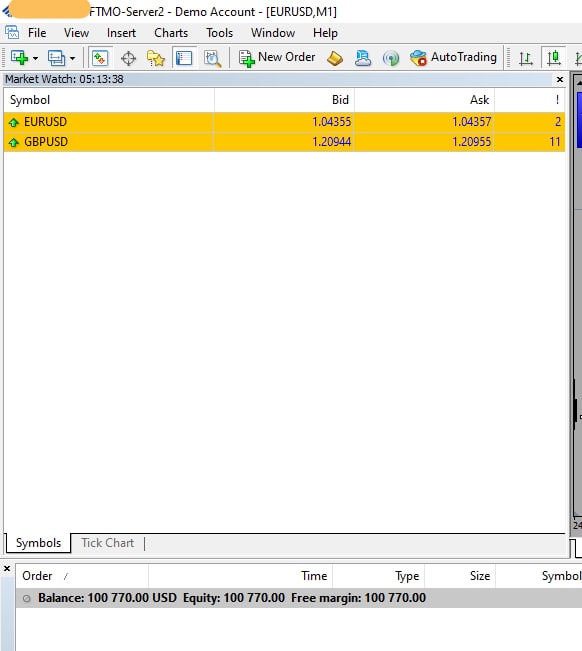 FTMO-Server2 - Demo Account - [EURUSD,M1]
File View Insert Charts Tools Window Help
New Order AutoTrading
Market Watch: 05:13:38
Symbol Bid Ask !
EURUSD 1.04355 1.04357 2
GBPUSD 1.20944 1.20955 11
Symbols Tick Chart
24
Order / Time Type Size Symbol
Balance: 100 770.00 USD Equity: 100 770.00 Free margin: 100 770.00